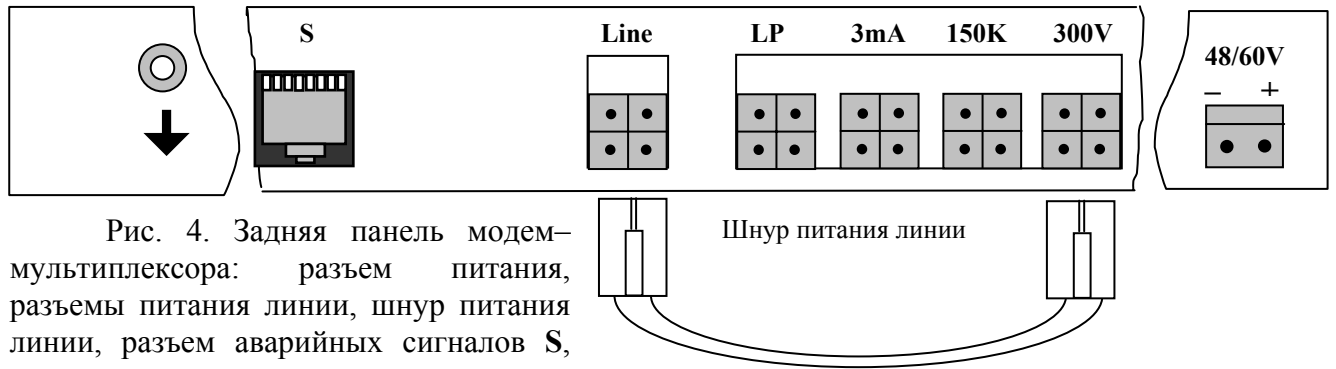 S Line LP 3mA 150K 300V
48/60V
– +
Шнур питания линии
Рис. 4. Задняя панель модем–
мультиплексора: разъем питания,
разъемы питания линии, шнур питания
линии, разъем аварийных сигналов S,